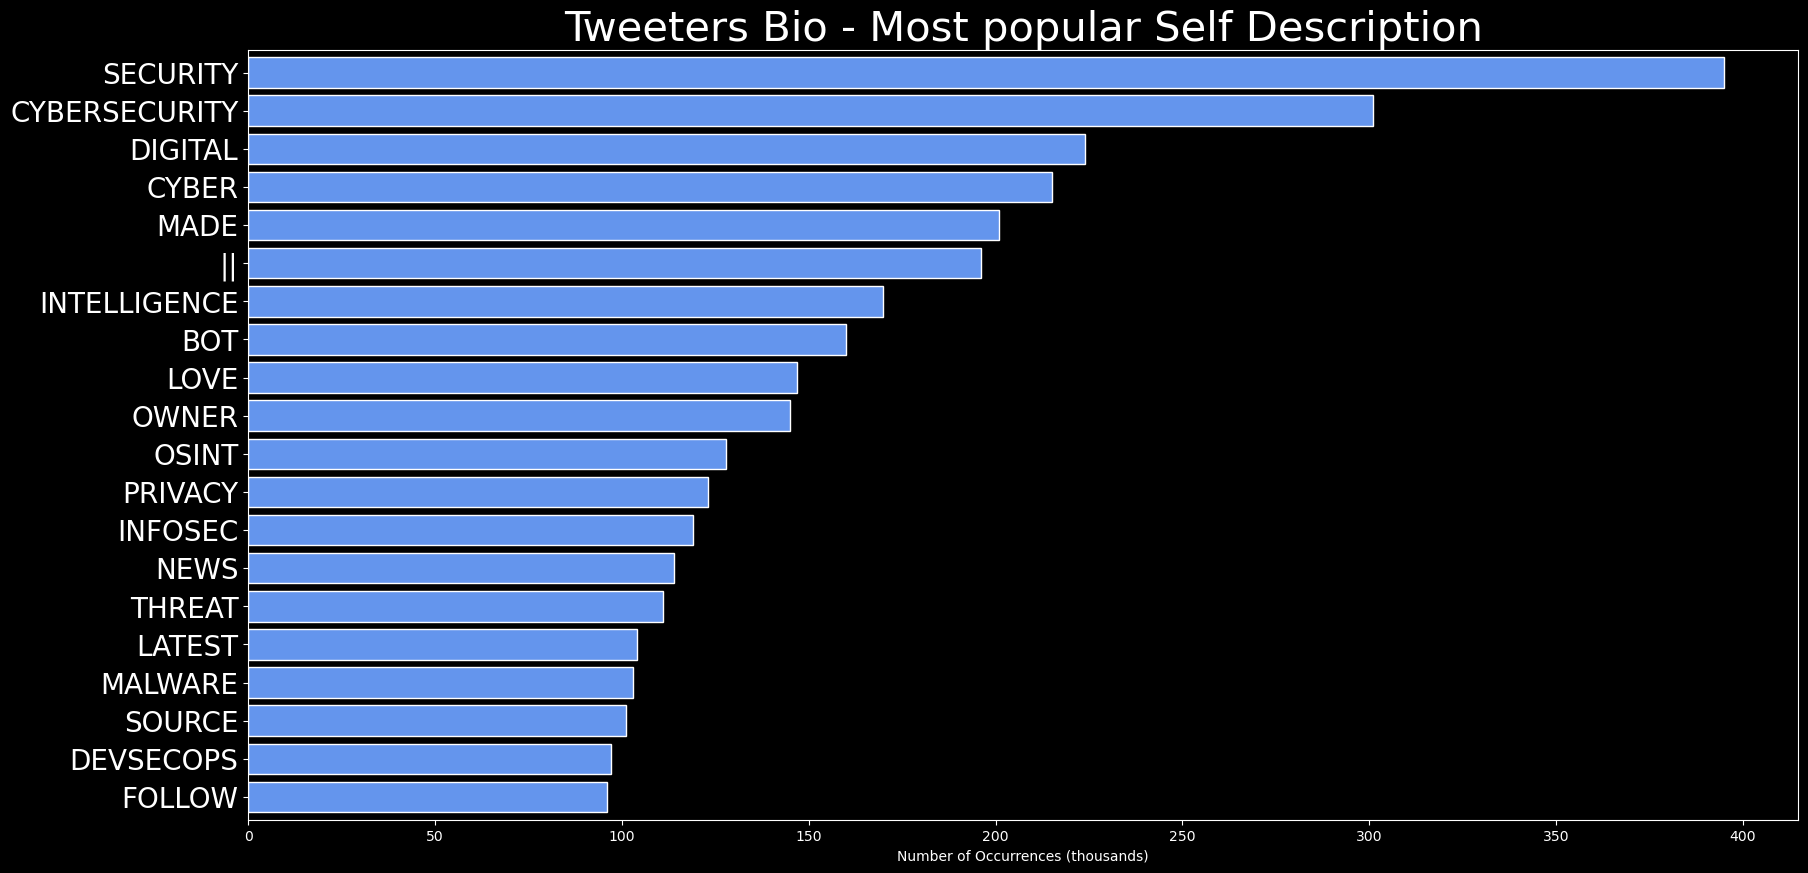 Tweeters Bio - Most popular Self Description
SECURITY
CYBERSECURITY
DIGITAL
CYBER
MADE
||
INTELLIGENCE
BOT
LOVE
OWNER
OSINT
PRIVACY
INFOSEC
NEWS
THREAT
LATEST
MALWARE
SOURCE
DEVSECOPS
FOLLOW
0 50 100 150 200 250 300 350 400
Number of Occurrences (thousands)